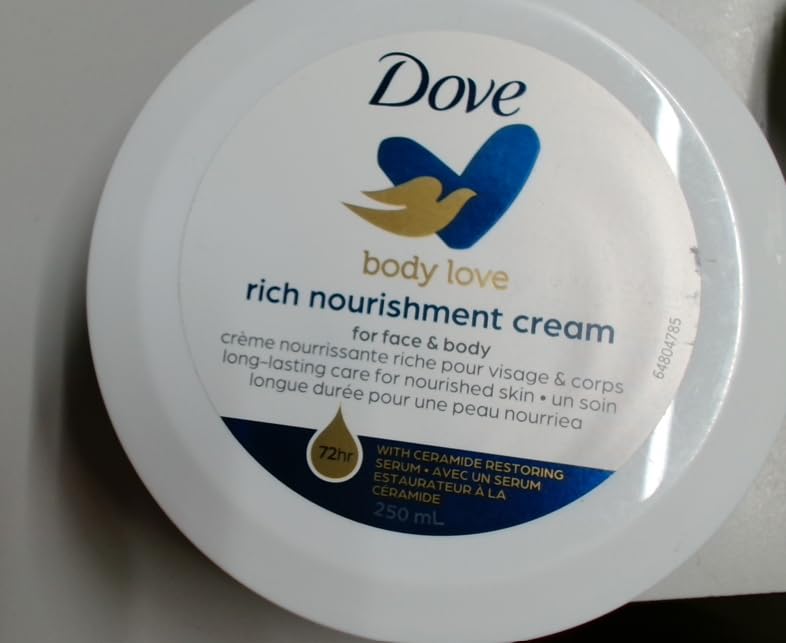 Dove
body love
rich nourishment cream
for face & body
crème nourrissante riche pour visage & corps
long-lasting care for nourished skin • un soin
longue durée pour une peau nourriea
72hr
WITH CERAMIDE RESTORING
SERUM • AVEC UN SERUM
ESTAURATEUR À LA
CÉRAMIDE
250 mL
64804785